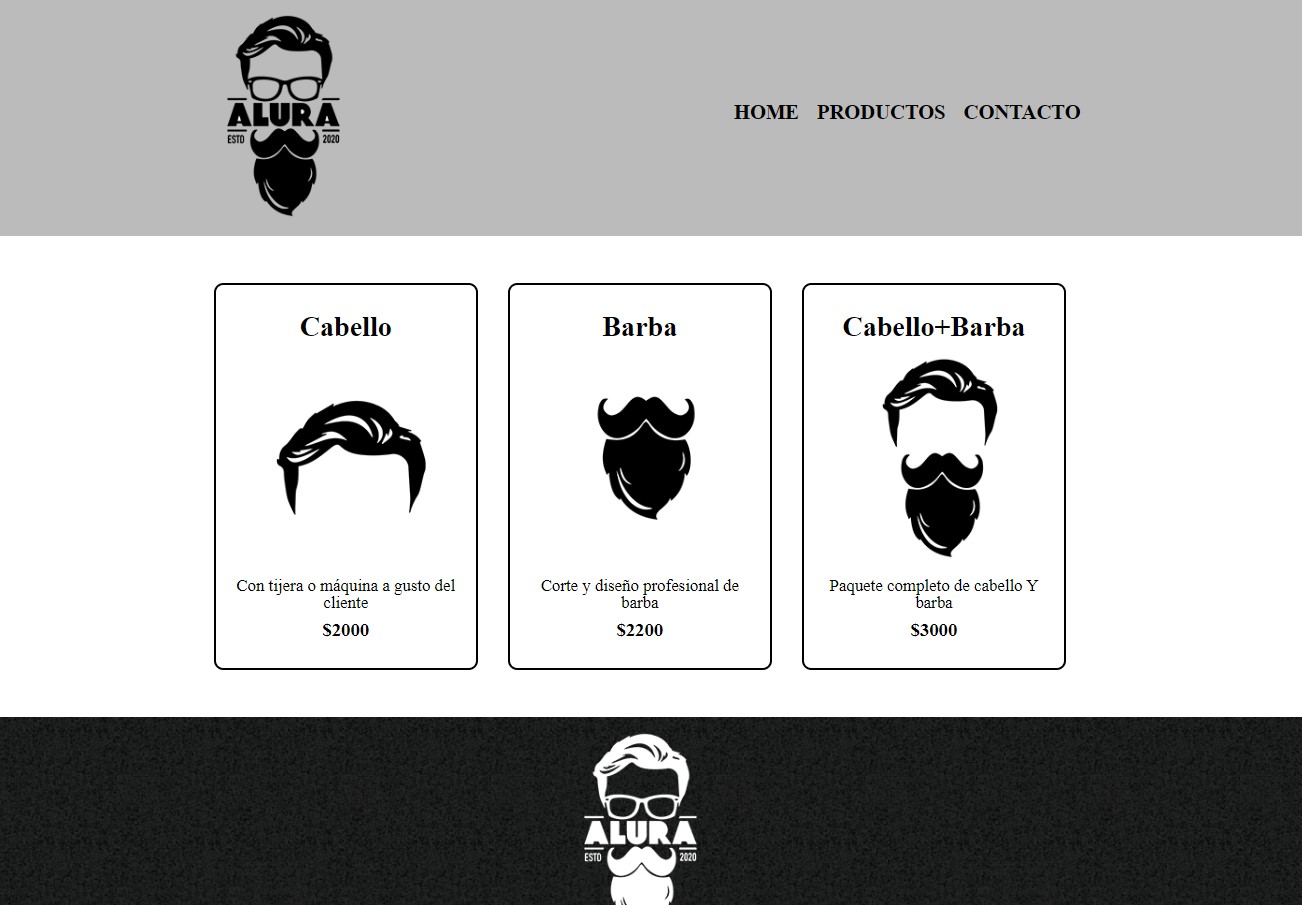 ALURA
ESTD 2020
HOME PRODUCTOS CONTACTO
Cabello
Con tijera o máquina a gusto del
cliente
$2000
Barba
Corte y diseño profesional de
barba
$2200
Cabello+Barba
Paquete completo de cabello Y
barba
$3000
ALURA
ESTD 2020